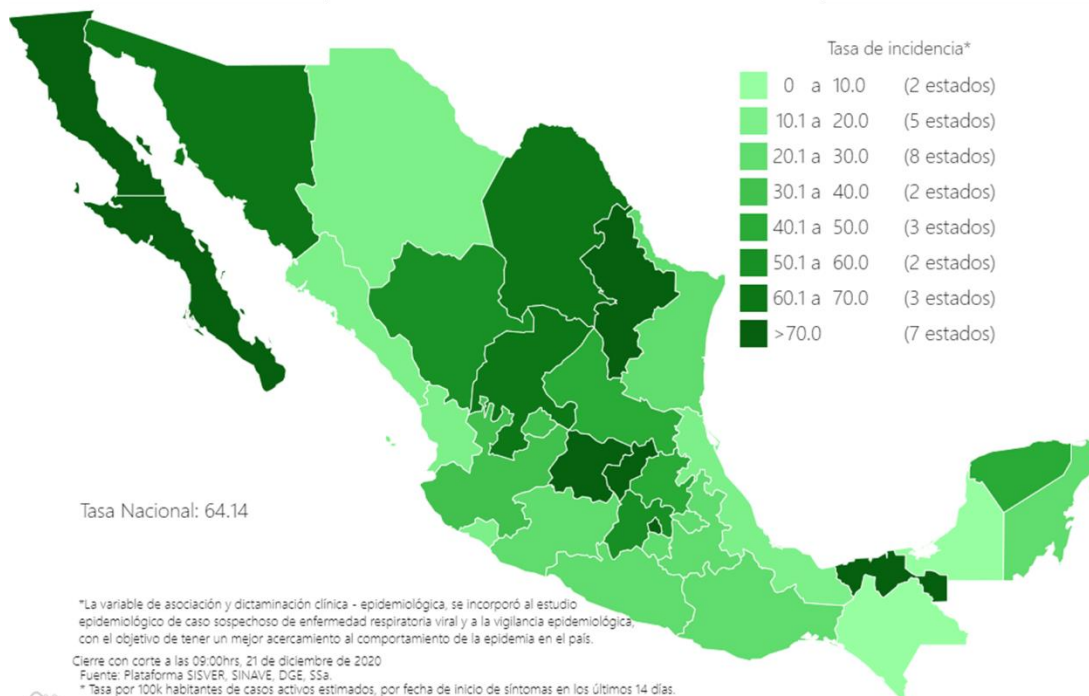 Tasa de incidencia*
0 a 10.0 (2 estados)
10.1 a 20.0 (5 estados)
20.1 a 30.0 (8 estados)
30.1 a 40.0 (2 estados)
40.1 a 50.0 (3 estados)
50.1 a 60.0 (2 estados)
60.1 a 70.0 (3 estados)
>70.0 (7 estados)
Tasa Nacional: 64.14
*La variable de asociación y dictaminación clínica - epidemiológica, se incorporó al estudio
epidemiológico de caso sospechoso de enfermedad respiratoria viral y a la vigilancia epidemiológica,
con el objetivo de tener un mejor acercamiento al comportamiento de la epidemia en el país.
Cierre con corte a las 09:00hrs, 21 de diciembre de 2020
Fuente: Plataforma SISVER, SINAVE, DGE, SSa.
* Tasa por 100k habitantes de casos activos estimados, por fecha de inicio de síntomas en los últimos 14 días.